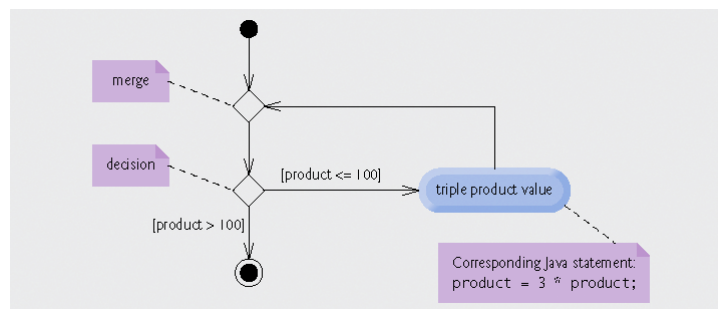 merge
decision
[product <= 100]
triple product value
[product > 100]
Corresponding Java statement:
product = 3 * product;